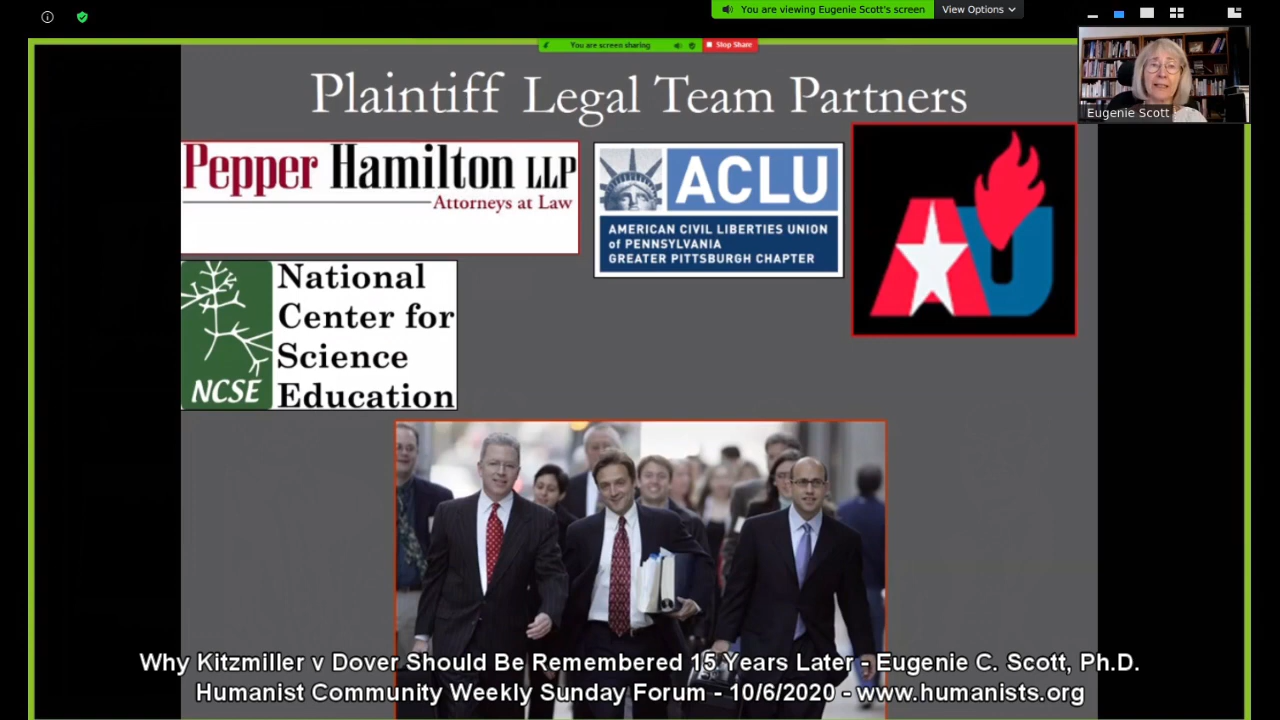 You are viewing Eugenie Scott's screen
View Options
You are screen sharing
Stop Share
Eugenie Scott
Plaintiff Legal Team Partners
Pepper Hamilton LLP
Attorneys at Law
ACLU
AMERICAN CIVIL LIBERTIES UNION
of PENNSYLVANIA
GREATER PITTSBURGH CHAPTER
AU
National
Center for
Science
Education
NCSE
Why Kitzmiller v Dover Should Be Remembered 15 Years Later - Eugenie C. Scott, Ph.D.
Humanist Community Weekly Sunday Forum - 10/6/2020 - www.humanists.org